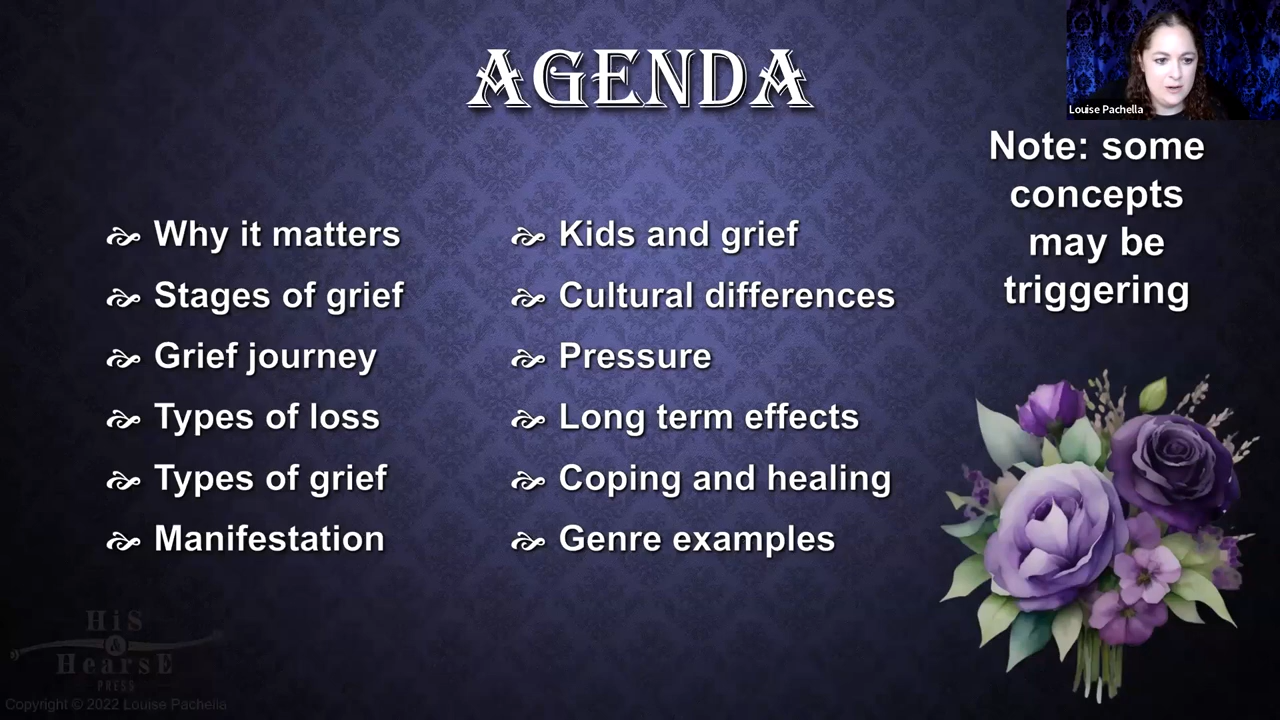 AGENDA
Louise Pachella
Note: some
concepts
may be
triggering
Why it matters
Stages of grief
Grief journey
Types of loss
Types of grief
Manifestation
Kids and grief
Cultural differences
Pressure
Long term effects
Coping and healing
Genre examples
HiS
&
HearsE
PRESS
Copyright © 2022 Louise Pachella